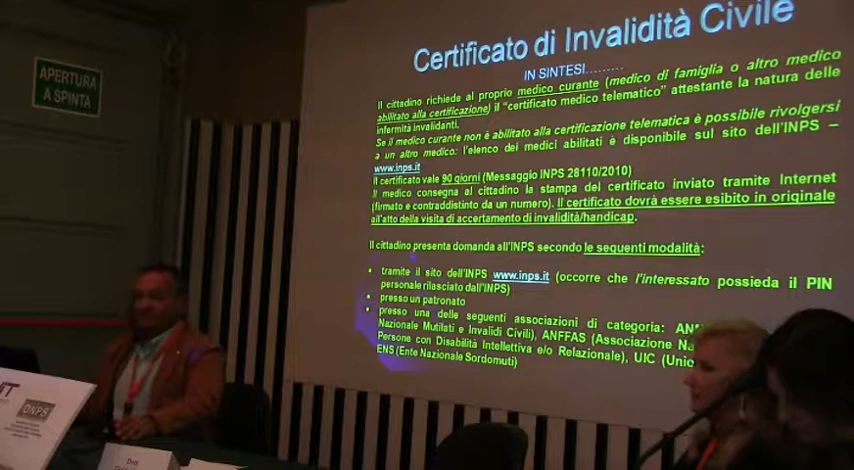 APERTURA
A SPINTA
Certificato di Invalidità Civile
IN SINTESI.........
Il cittadino richiede al proprio medico curante (medico di famiglia o altro medico
abilitato alla certificazione) il "certificato medico telematico" attestante la natura delle
infermità invalidanti.
Se il medico curante non è abilitato alla certificazione telematica è possibile rivolgersi
a un altro medico: l'elenco dei medici abilitati è disponibile sul sito dell'INPS –
www.inps.it
Il certificato vale 90 giorni (Messaggio INPS 28110/2010)
Il medico consegna al cittadino la stampa del certificato inviato tramite Internet
(firmato e contraddistinto da un numero). Il certificato dovrà essere esibito in originale
all'atto della visita di accertamento di invalidità/handicap.
Il cittadino presenta domanda all'INPS secondo le seguenti modalità:
• tramite il sito dell'INPS www.inps.it (occorre che l'interessato possieda il PIN
personale rilasciato dall'INPS)
• presso un patronato
• presso una delle seguenti associazioni di categoria:
Nazionale Mutilati e Invalidi Civili), ANFFAS (Associazione
Persone con Disabilità Intellettiva e/o Relazionale), UIC
ENS (Ente Nazionale Sordomuti)
ONPS